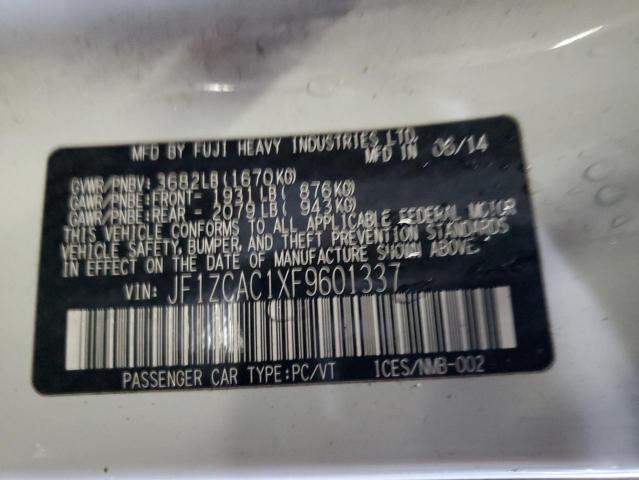 MFD BY FUJI HEAVY INDUSTRIES LTD.
MFD IN 06/14
GVWR/PNBV: 3682LB(1670KG)
GAWR/PNBE:FRONT- 1931LB( 876KG)
GAWR/PNBE:REAR - 2079LB( 943KG)
THIS VEHICLE CONFORMS TO ALL APPLICABLE FEDERAL MOTOR
VEHICLE SAFETY, BUMPER, AND THEFT PREVENTION STANDARDS
IN EFFECT ON THE DATE OF MANUFACTURE SHOWN ABOVE.
VIN: JF1ZCAC1XF9601337
PASSENGER CAR TYPE:PC/VT 1CES/NMB-002